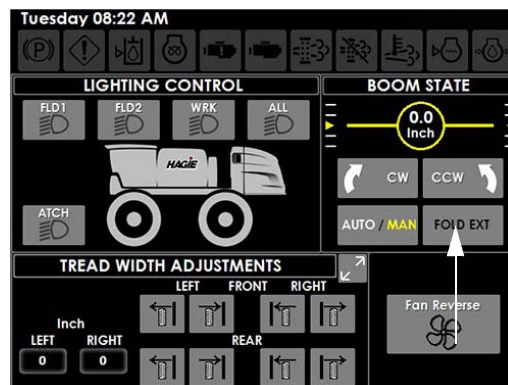 Tuesday 08:22 AM
LIGHTING CONTROL
FLD1 FLD2 WRK ALL
HAGIE
ATCH
BOOM STATE
0.0
Inch
CW CCW
AUTO / MAN FOLD EXT
TREAD WIDTH ADJUSTMENTS
LEFT FRONT RIGHT
Inch
LEFT RIGHT
0 0
REAR
Fan Reverse